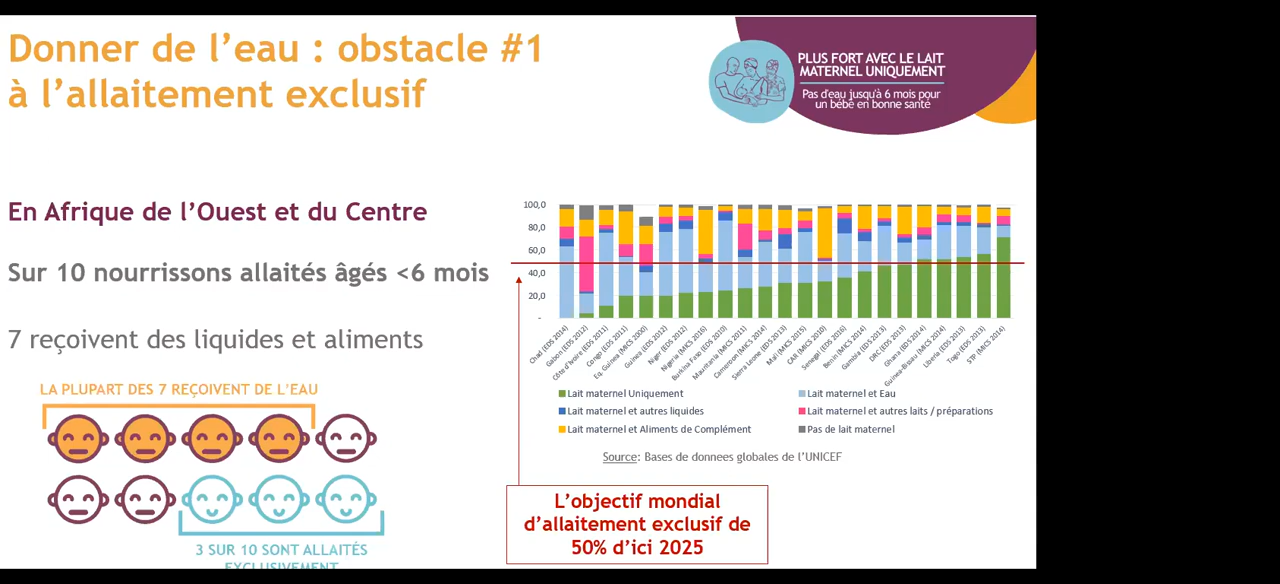 Donner de l’eau : obstacle #1
à l’allaitement exclusif
PLUS FORT AVEC LE LAIT
MATERNEL UNIQUEMENT
Pas d'eau jusqu'à 6 mois pour
un bébé en bonne santé
En Afrique de l’Ouest et du Centre
Sur 10 nourrissons allaités âgés <6 mois
7 reçoivent des liquides et aliments
LA PLUPART DES 7 REÇOIVENT DE L’EAU
3 SUR 10 SONT ALLAITÉS
EXCLUSIVEMENT
100,0
80,0
60,0
40,0
20,0
-
Chad (EDS 2014)
Gabon (EDS 2012)
Côte d'Ivoire (EDS 2011)
Congo (EDS 2011)
Eq. Guinea (MICS 2000)
Guinea (EDS 2012)
Niger (EDS 2012)
Nigeria (MICS 2016)
Burkina Faso (EDS 2010)
Mauritania (MICS 2011)
Cameroon (MICS 2014)
Sierra Leone (EDS 2013)
Mali (MICS 2015)
CAR (MICS 2010)
Senegal (EDS 2016)
Benin (MICS 2014)
Gambia (EDS 2013)
DRC (EDS 2013)
Ghana (EDS 2014)
Guinea-Bissau (MICS 2014)
Liberia (EDS 2013)
Togo (EDS 2013)
STP (MICS 2014)
Lait maternel Uniquement
Lait maternel et Eau
Lait maternel et autres liquides
Lait maternel et autres laits / préparations
Lait maternel et Aliments de Complément
Pas de lait maternel
Source: Bases de donnees globales de l’UNICEF
L’objectif mondial
d’allaitement exclusif de
50% d’ici 2025